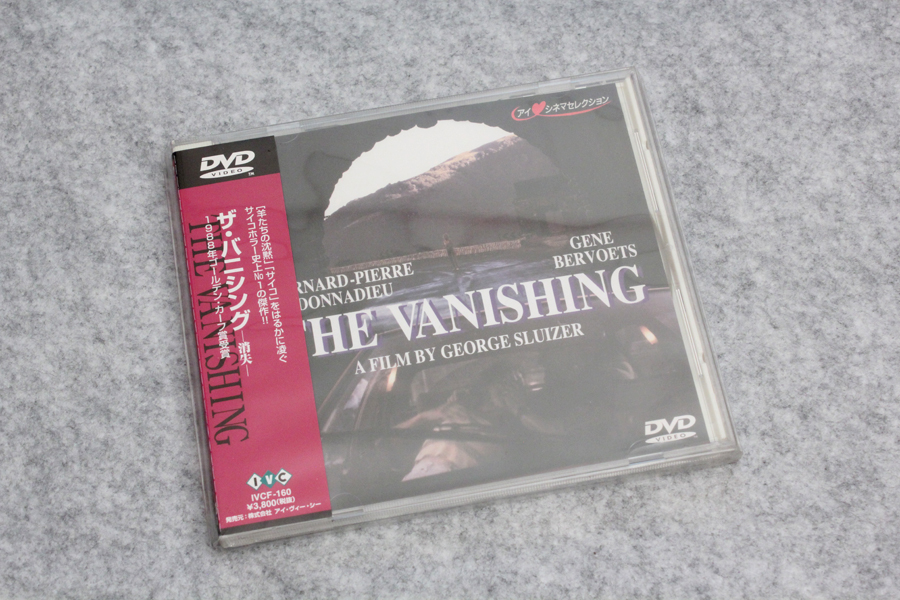 DVD
VIDEO
「羊たちの沈黙」「サイコ」をはるかに凌ぐ
サイコホラー史上No1の傑作!!
ザ・バニシング―消失―
1988年ゴールデン・カーフ賞受賞
THE VANISHING
IVC
IVCF-160
¥3,800(税抜)
発売元:株式会社 アイ・ヴィー・シー
アイ シネマセレクション
RNARD-PIERRE
DONNADIEU
GENE
BERVOETS
THE VANISHING
A FILM BY GEORGE SLUIZER
DVD
VIDEO